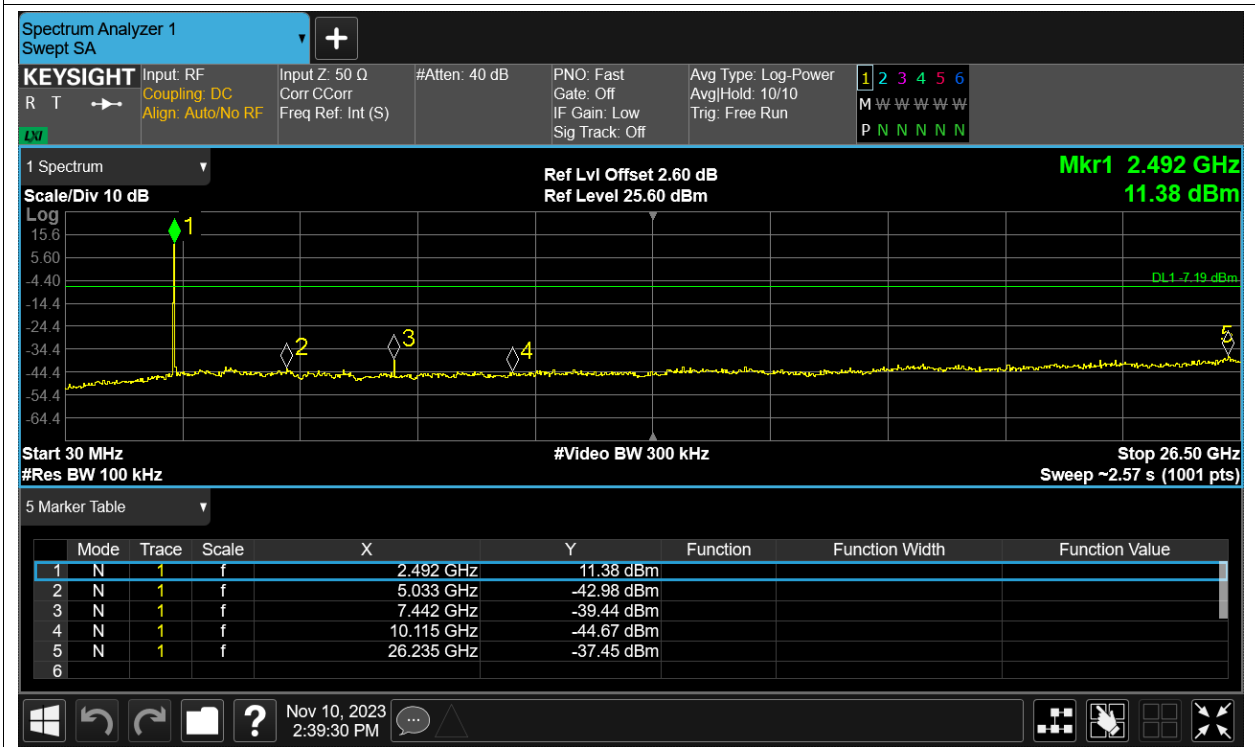 Spectrum Analyzer 1
Swept SA
+
KEYSIGHT Input: RF Input Z: 50 Ω #Atten: 40 dB PNO: Fast Avg Type: Log-Power 1 2 3 4 5 6
R T Coupling: DC Corr CCorr Gate: Off Avg|Hold: 10/10 M W W W W W
Align: Auto/No RF Freq Ref: Int (S) IF Gain: Low Trig: Free Run
LXI Sig Track: Off P N N N N N
1 Spectrum
Ref Lvl Offset 2.60 dB Mkr1 2.492 GHz
Scale/Div 10 dB Ref Level 25.60 dBm 11.38 dBm
Log
1
15.6
5.60
-4.40 DL1 -7.19 dBm
-14.4
-24.4
-34.4 2 3 4 5
-44.4
-54.4
-64.4
Start 30 MHz #Video BW 300 kHz Stop 26.50 GHz
#Res BW 100 kHz Sweep ~2.57 s (1001 pts)
5 Marker Table
Mode Trace Scale X Y Function Function Width Function Value
1 N 1 f 2.492 GHz 11.38 dBm
2 N 1 f 5.033 GHz -42.98 dBm
3 N 1 f 7.442 GHz -39.44 dBm
4 N 1 f 10.115 GHz -44.67 dBm
5 N 1 f 26.235 GHz -37.45 dBm
6
? Nov 10, 2023
2:39:30 PM